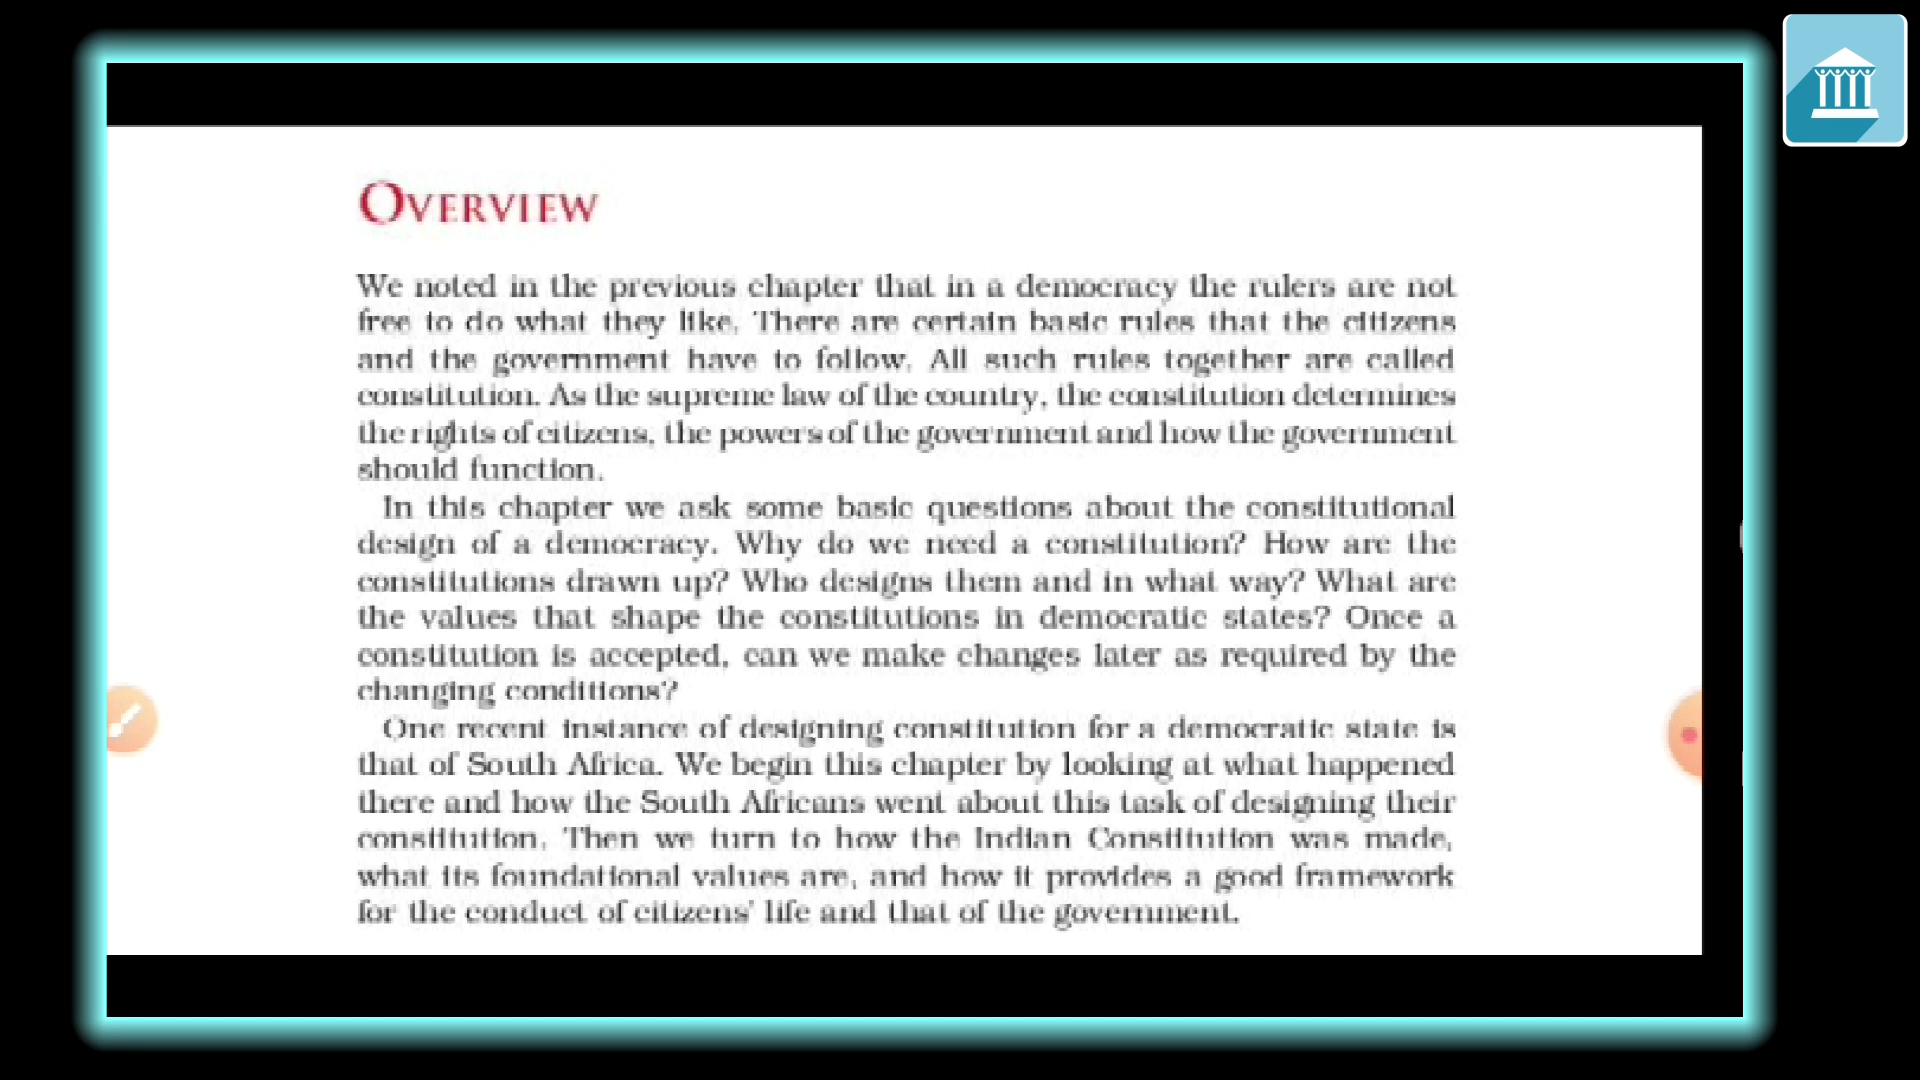 OVERVIEW
We noted in the previous chapter that in a democracy the rulers are not
free to do what they like. There are certain basic rules that the citizens
and the government have to follow. All such rules together are called
constitution. As the supreme law of the country, the constitution determines
the rights of citizens, the powers of the government and how the government
should function.
In this chapter we ask some basic questions about the constitutional
design of a democracy. Why do we need a constitution? How are the
constitutions drawn up? Who designs them and in what way? What are
the values that shape the constitutions in democratic states? Once a
constitution is accepted, can we make changes later as required by the
changing conditions?
One recent instance of designing constitution for a democratic state is
that of South Africa. We begin this chapter by looking at what happened
there and how the South Africans went about this task of designing their
constitution. Then we turn to how the Indian Constitution was made,
what its foundational values are, and how it provides a good framework
for the conduct of citizens' life and that of the government.